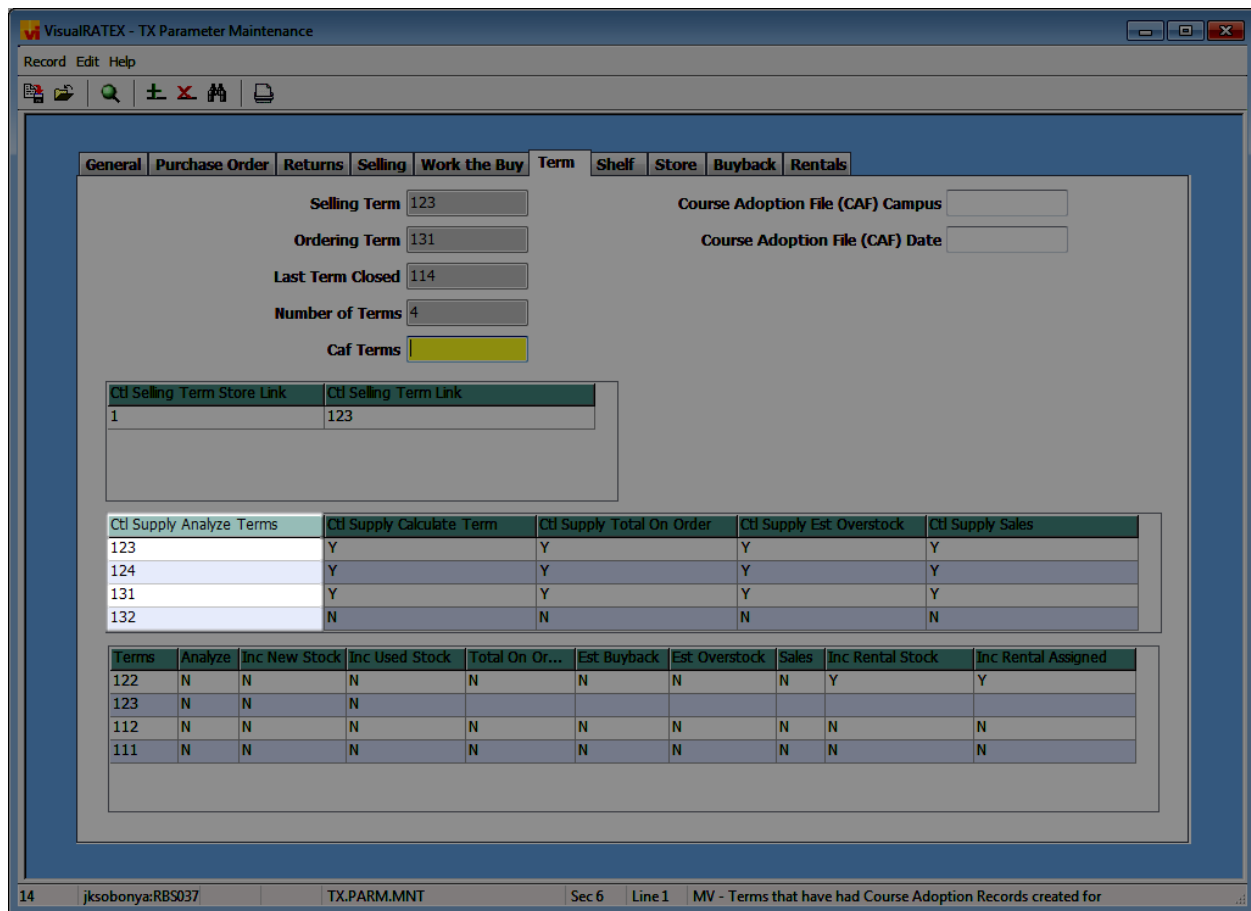 VisualRATEX - TX Parameter Maintenance
Record Edit Help
General Purchase Order Returns Selling Work the Buy Term Shelf Store Buyback Rentals
Selling Term 123 Course Adoption File (CAF) Campus
Ordering Term 131 Course Adoption File (CAF) Date
Last Term Closed 114
Number of Terms 4
Caf Terms
Ctl Selling Term Store Link Ctl Selling Term Link
1 123
Ctl Supply Analyze Terms Ctl Supply Calculate Term Ctl Supply Total On Order Ctl Supply Est Overstock Ctl Supply Sales
123 Y Y Y Y
124 Y Y Y Y
131 Y Y Y Y
132 N N N N
Terms Analyze Inc New Stock Inc Used Stock Total On Or... Est Buyback Est Overstock Sales Inc Rental Stock Inc Rental Assigned
122 N N N N N N N Y Y
123 N N N
112 N N N N N N N N N
111 N N N N N N N N N
14 jksobonya:RBS037 TX.PARM.MNT Sec 6 Line 1 MV - Terms that have had Course Adoption Records created for